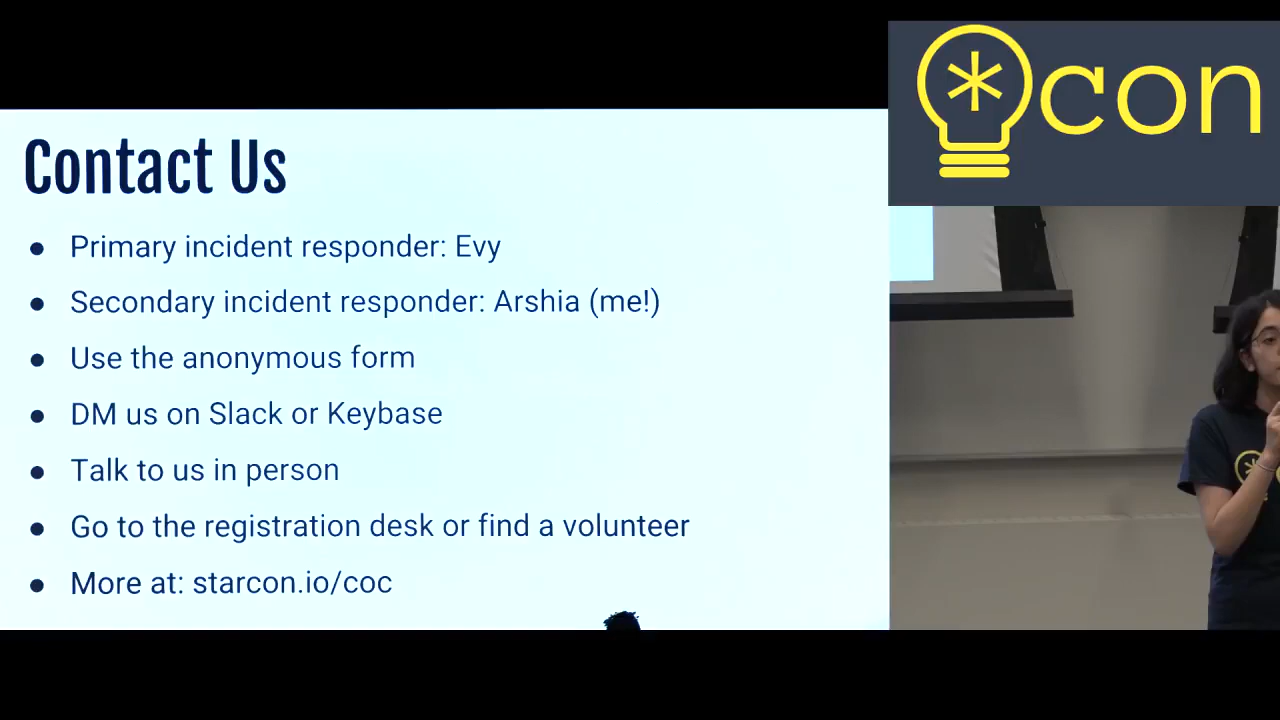 *con
Contact Us
● Primary incident responder: Evy
● Secondary incident responder: Arshia (me!)
● Use the anonymous form
● DM us on Slack or Keybase
● Talk to us in person
● Go to the registration desk or find a volunteer
● More at: starcon.io/coc
*